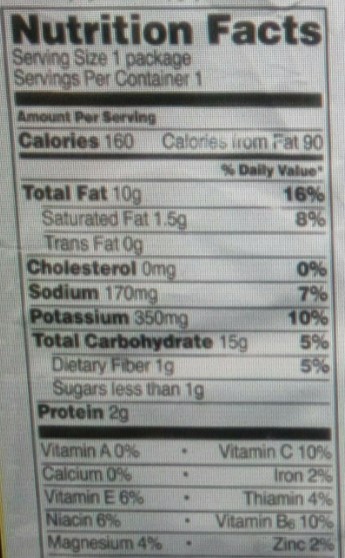 Nutrition Facts
Serving Size 1 package
Servings Per Container 1
Amount Per Serving
Calories 160 Calories from Fat 90
% Daily Value*
Total Fat 10g 16%
Saturated Fat 1.5g 8%
Trans Fat 0g
Cholesterol 0mg 0%
Sodium 170mg 7%
Potassium 350mg 10%
Total Carbohydrate 15g 5%
Dietary Fiber 1g 5%
Sugars less than 1g
Protein 2g
Vitamin A 0% • Vitamin C 10%
Calcium 0% • Iron 2%
Vitamin E 6% • Thiamin 4%
Niacin 6% • Vitamin B6 10%
Magnesium 4% • Zinc 2%